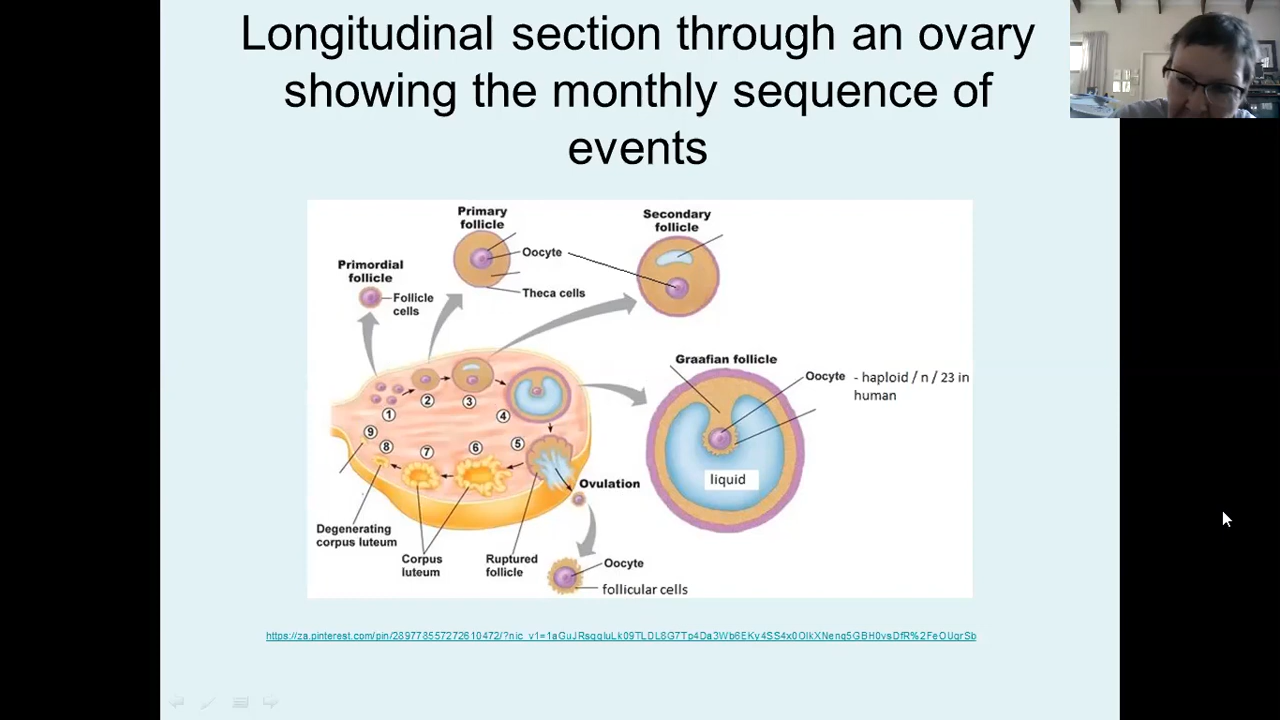 Longitudinal section through an ovary
showing the monthly sequence of
events
Primary
follicle
Secondary
follicle
Oocyte
Primordial
follicle
Follicle
cells
Theca cells
Graafian follicle
Oocyte - haploid / n / 23 in
human
1
2
3
4
5
6
7
8
9
liquid
Ovulation
Degenerating
corpus luteum
Corpus
luteum
Ruptured
follicle
Oocyte
follicular cells